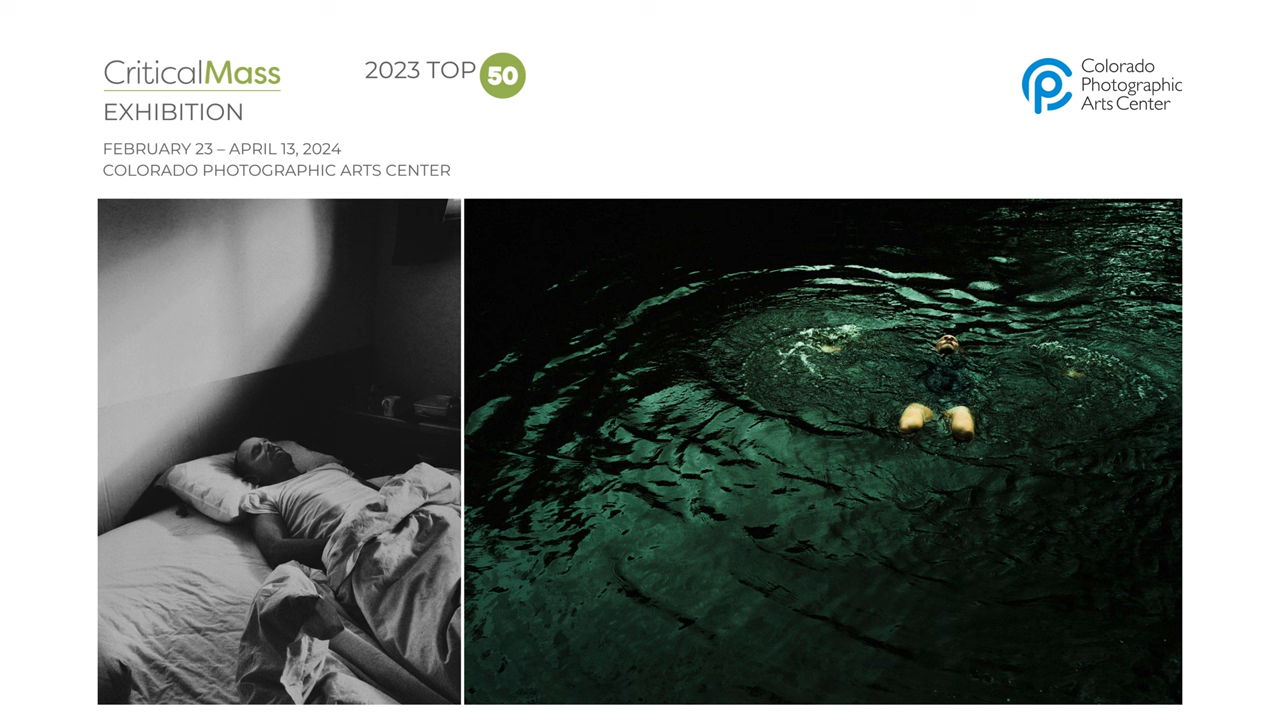 CriticalMass
2023 TOP 50
EXHIBITION
FEBRUARY 23 – APRIL 13, 2024
COLORADO PHOTOGRAPHIC ARTS CENTER
Colorado
Photographic
Arts Center